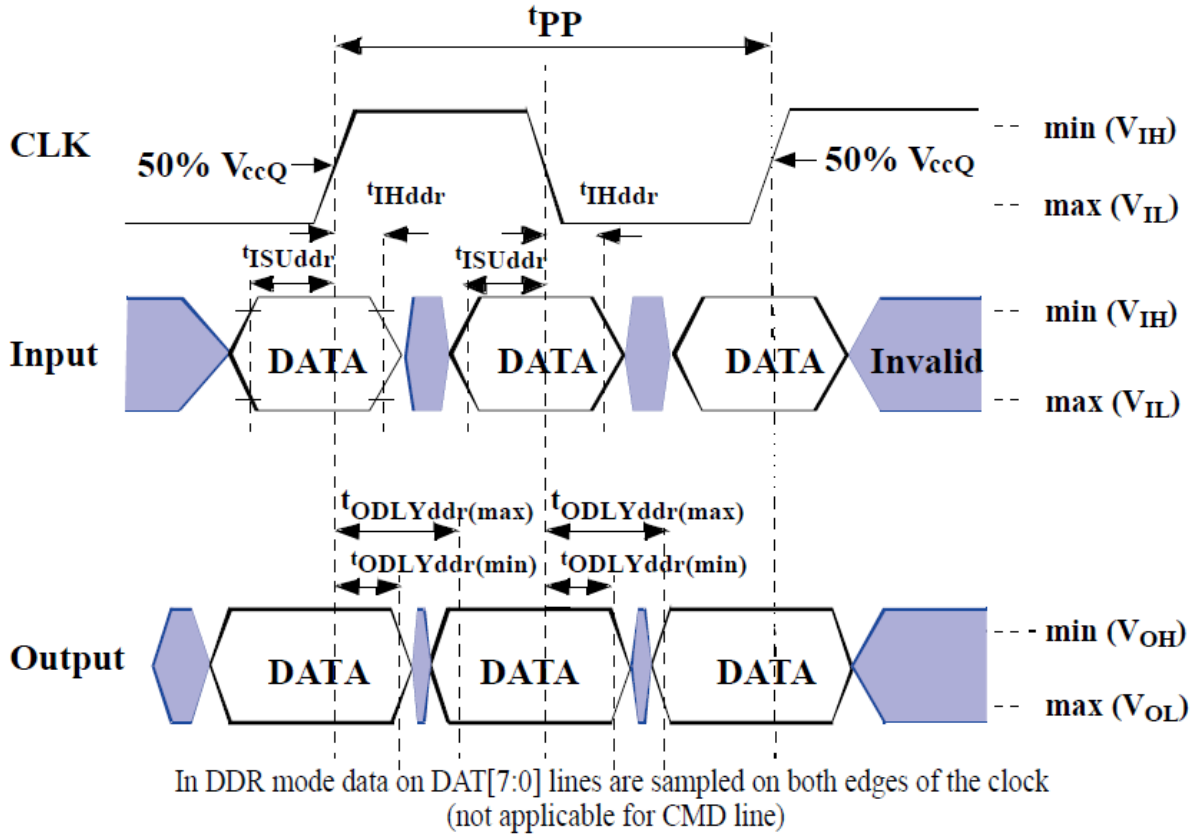 tPP
CLK
50% VccQ
50% VccQ
min (VIH)
max (VIL)
tIHddr
tIHddr
tISUddr
tISUddr
Input
DATA
DATA
DATA
Invalid
min (VIH)
max (VIL)
tODLYddr(max)
tODLYddr(max)
tODLYddr(min)
tODLYddr(min)
Output
DATA
DATA
DATA
min (VOH)
max (VOL)
In DDR mode data on DAT[7:0] lines are sampled on both edges of the clock
(not applicable for CMD line)